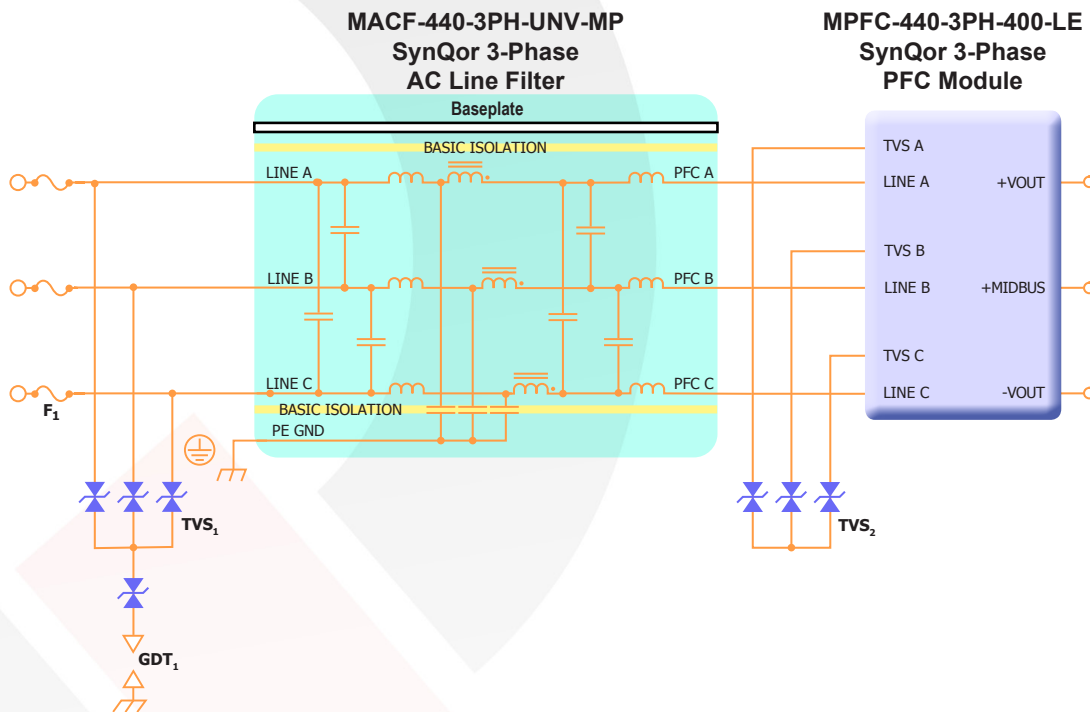 MACF-440-3PH-UNV-MP
SynQor 3-Phase
AC Line Filter
MPFC-440-3PH-400-LE
SynQor 3-Phase
PFC Module
Baseplate
BASIC ISOLATION
LINE A
PFC A
LINE B
PFC B
LINE C
PFC C
BASIC ISOLATION
PE GND
TVS A
LINE A
+VOUT
TVS B
LINE B
+MIDBUS
TVS C
LINE C
-VOUT
F₁
TVS₁
TVS₂
GDT₁